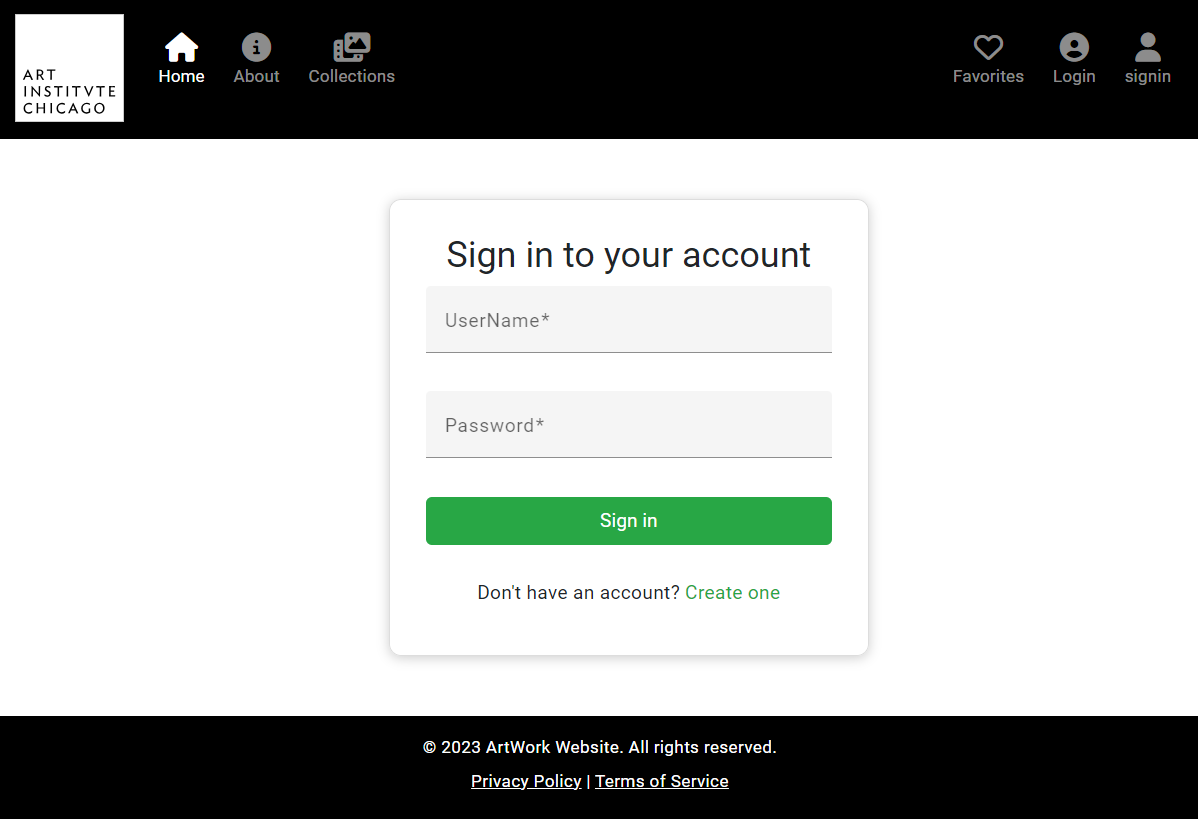 ART
INSTITVTE
CHICAGO
Home About Collections Favorites Login signin
Sign in to your account
UserName*
Password*
Sign in
Don't have an account? Create one
© 2023 ArtWork Website. All rights reserved.
Privacy Policy | Terms of Service